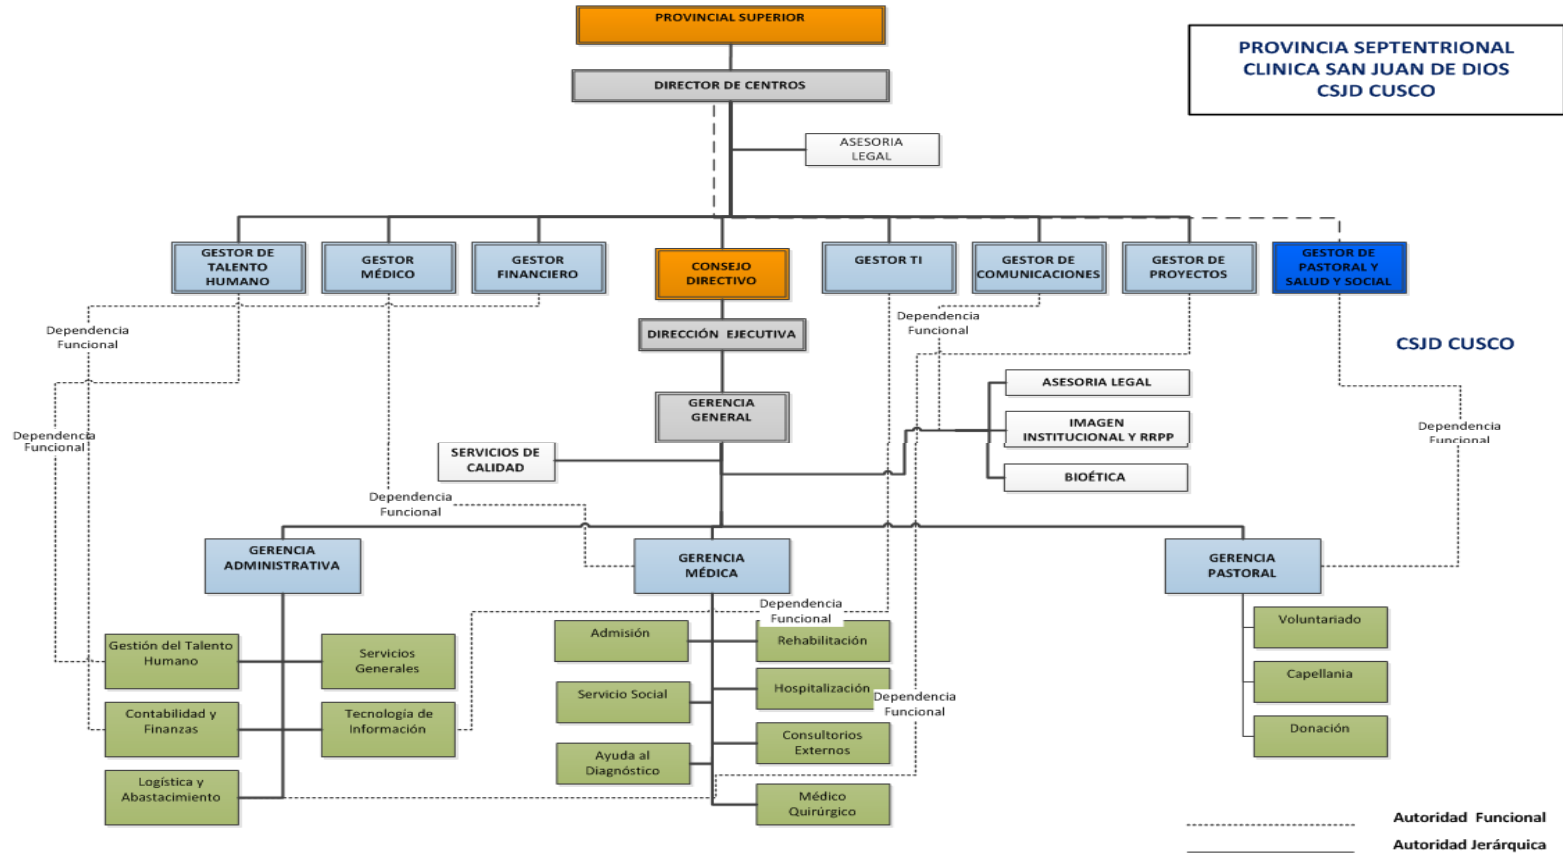 PROVINCIAL SUPERIOR
PROVINCIA SEPTENTRIONAL
CLINICA SAN JUAN DE DIOS
CSJD CUSCO
DIRECTOR DE CENTROS
ASESORIA
LEGAL
GESTOR DE
TALENTO
HUMANO
GESTOR
MÉDICO
GESTOR
FINANCIERO
CONSEJO
DIRECTIVO
GESTOR TI
GESTOR DE
COMUNICACIONES
GESTOR DE
PROYECTOS
GESTOR DE
PASTORAL Y
SALUD Y SOCIAL
Dependencia
Funcional
DIRECCIÓN EJECUTIVA
Dependencia
Funcional
CSJD CUSCO
GERENCIA
GENERAL
ASESORIA LEGAL
IMAGEN
INSTITUCIONAL Y RRPP
BIOÉTICA
Dependencia
Funcional
SERVICIOS DE
CALIDAD
Dependencia
Funcional
Dependencia
Funcional
GERENCIA
ADMINISTRATIVA
GERENCIA
MÉDICA
GERENCIA
PASTORAL
Dependencia
Funcional
Gestión del Talento
Humano
Servicios
Generales
Admisión
Rehabilitación
Voluntariado
Servicio Social
Hospitalización
Capellania
Dependencia
Funcional
Contabilidad y
Finanzas
Tecnología de
Información
Ayuda al
Diagnóstico
Consultorios
Externos
Donación
Logística y
Abastacimiento
Médico
Quirúrgico
Autoridad Funcional
Autoridad Jerárquica